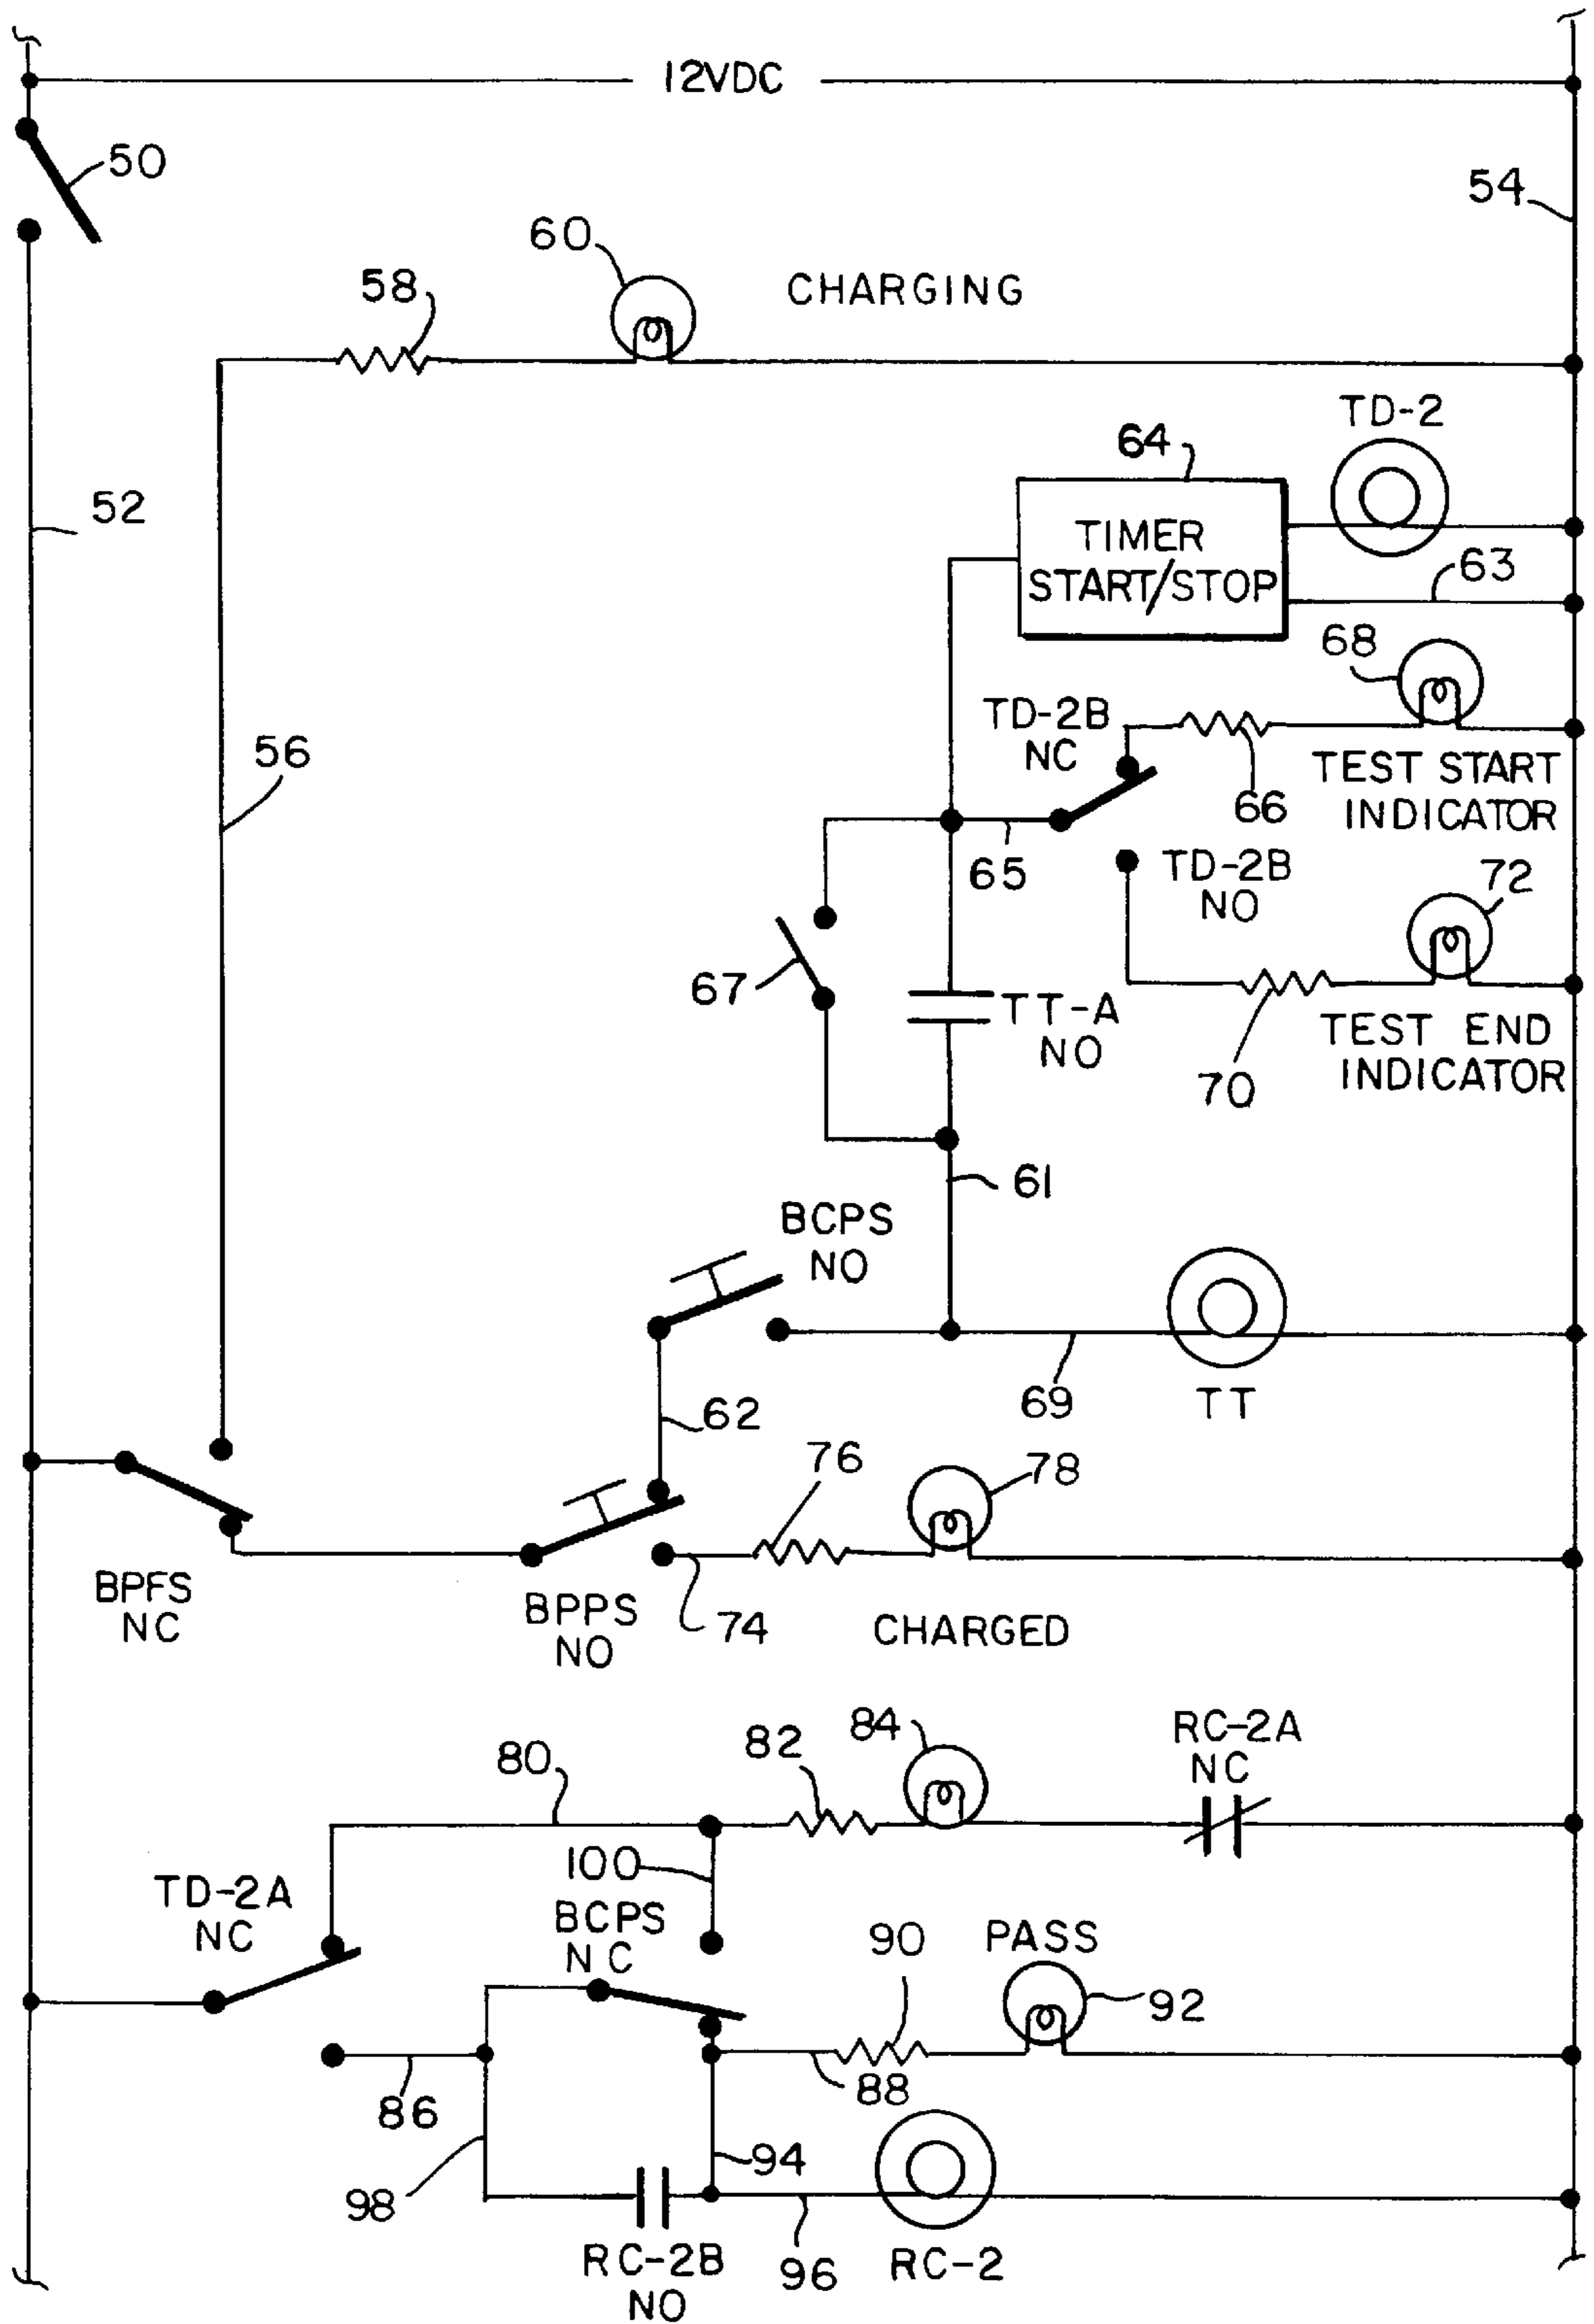 12VDC
50
54
60
58
CHARGING
TD-2
64
52
TIMER
START/STOP
63
68
TD-2B
NC
56
66
TEST START
INDICATOR
65
TD-2B
NO
72
67
TT-A
NO
70
TEST END
INDICATOR
61
BCPS
NO
62
69
TT
76
78
BPFS
NC
BPPS
NO
74
CHARGED
84
RC-2A
NC
82
80
100
TD-2A
NC
BCPS
NC
90
PASS
92
86
88
94
98
RC-2B
NO
96
RC-2